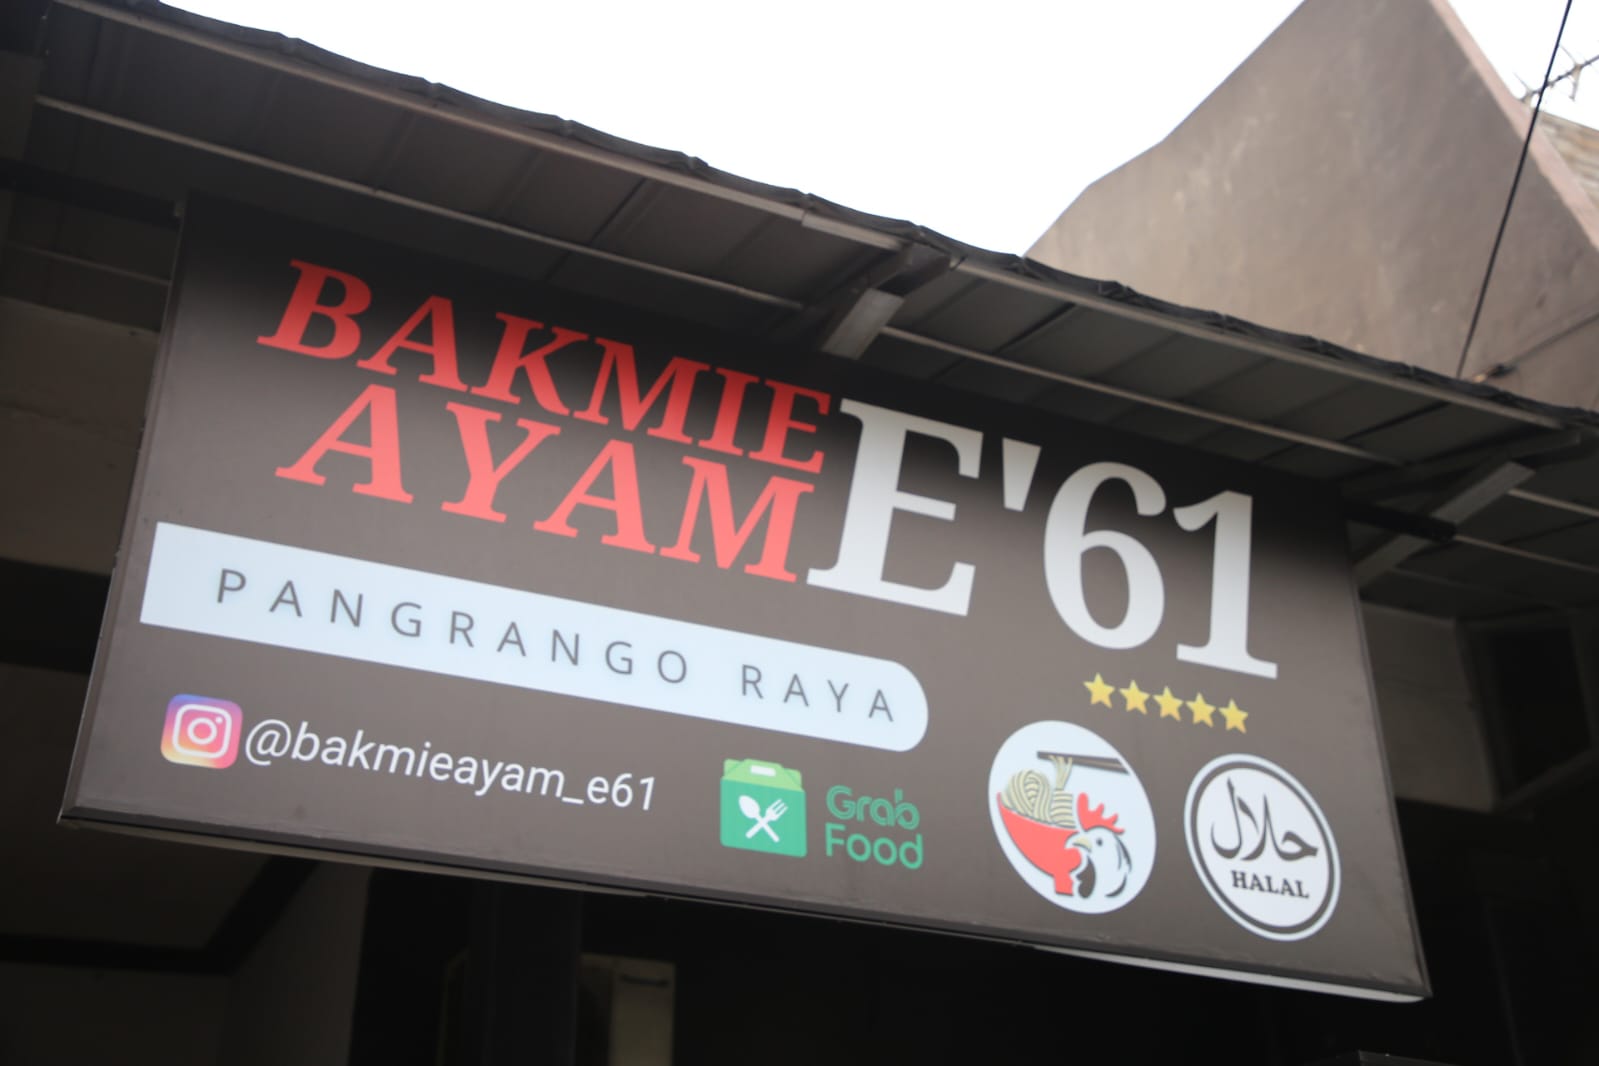 BAKMIE
AYAM
E'61
PANGRANGO RAYA
@bakmieayam_e61
Grab
Food
حلال
HALAL